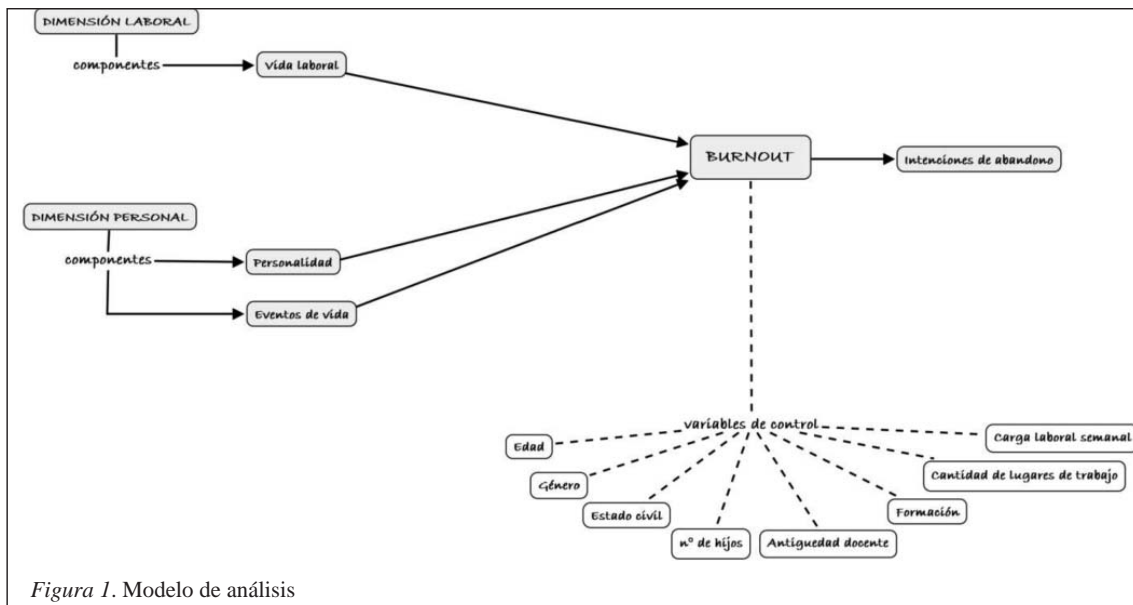 DIMENSIÓN LABORAL
componentes
Vida laboral
BURNOUT
Intenciones de abandono
DIMENSIÓN PERSONAL
componentes
Personalidad
Eventos de vida
variables de control
Edad
Género
Estado civil
nº de hijos
Antiguedad docente
Formación
Cantidad de lugares de trabajo
Carga laboral semanal
Figura 1. Modelo de análisis